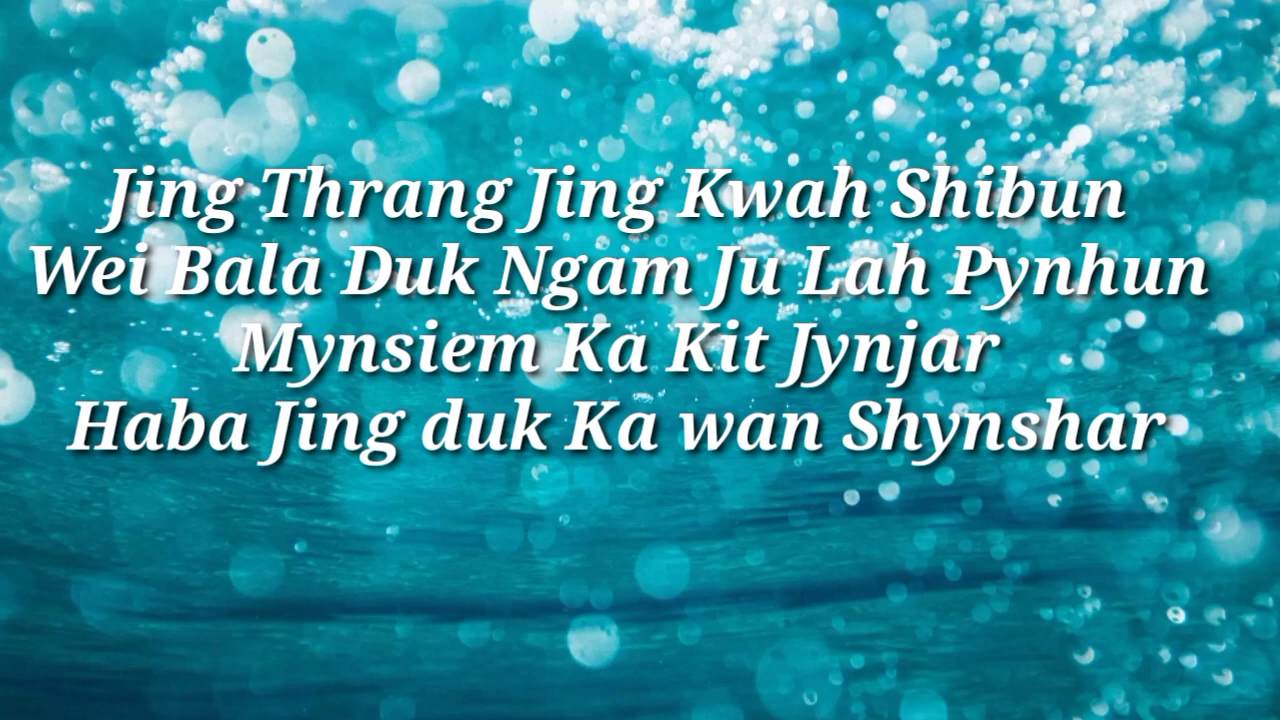 Jing Thrang Jing Kwah Shibun
Wei Bala Duk Ngam Ju Lah Pynhun
Mynsiem Ka Kit Jynjar
Haba Jing duk Ka wan Shynshar